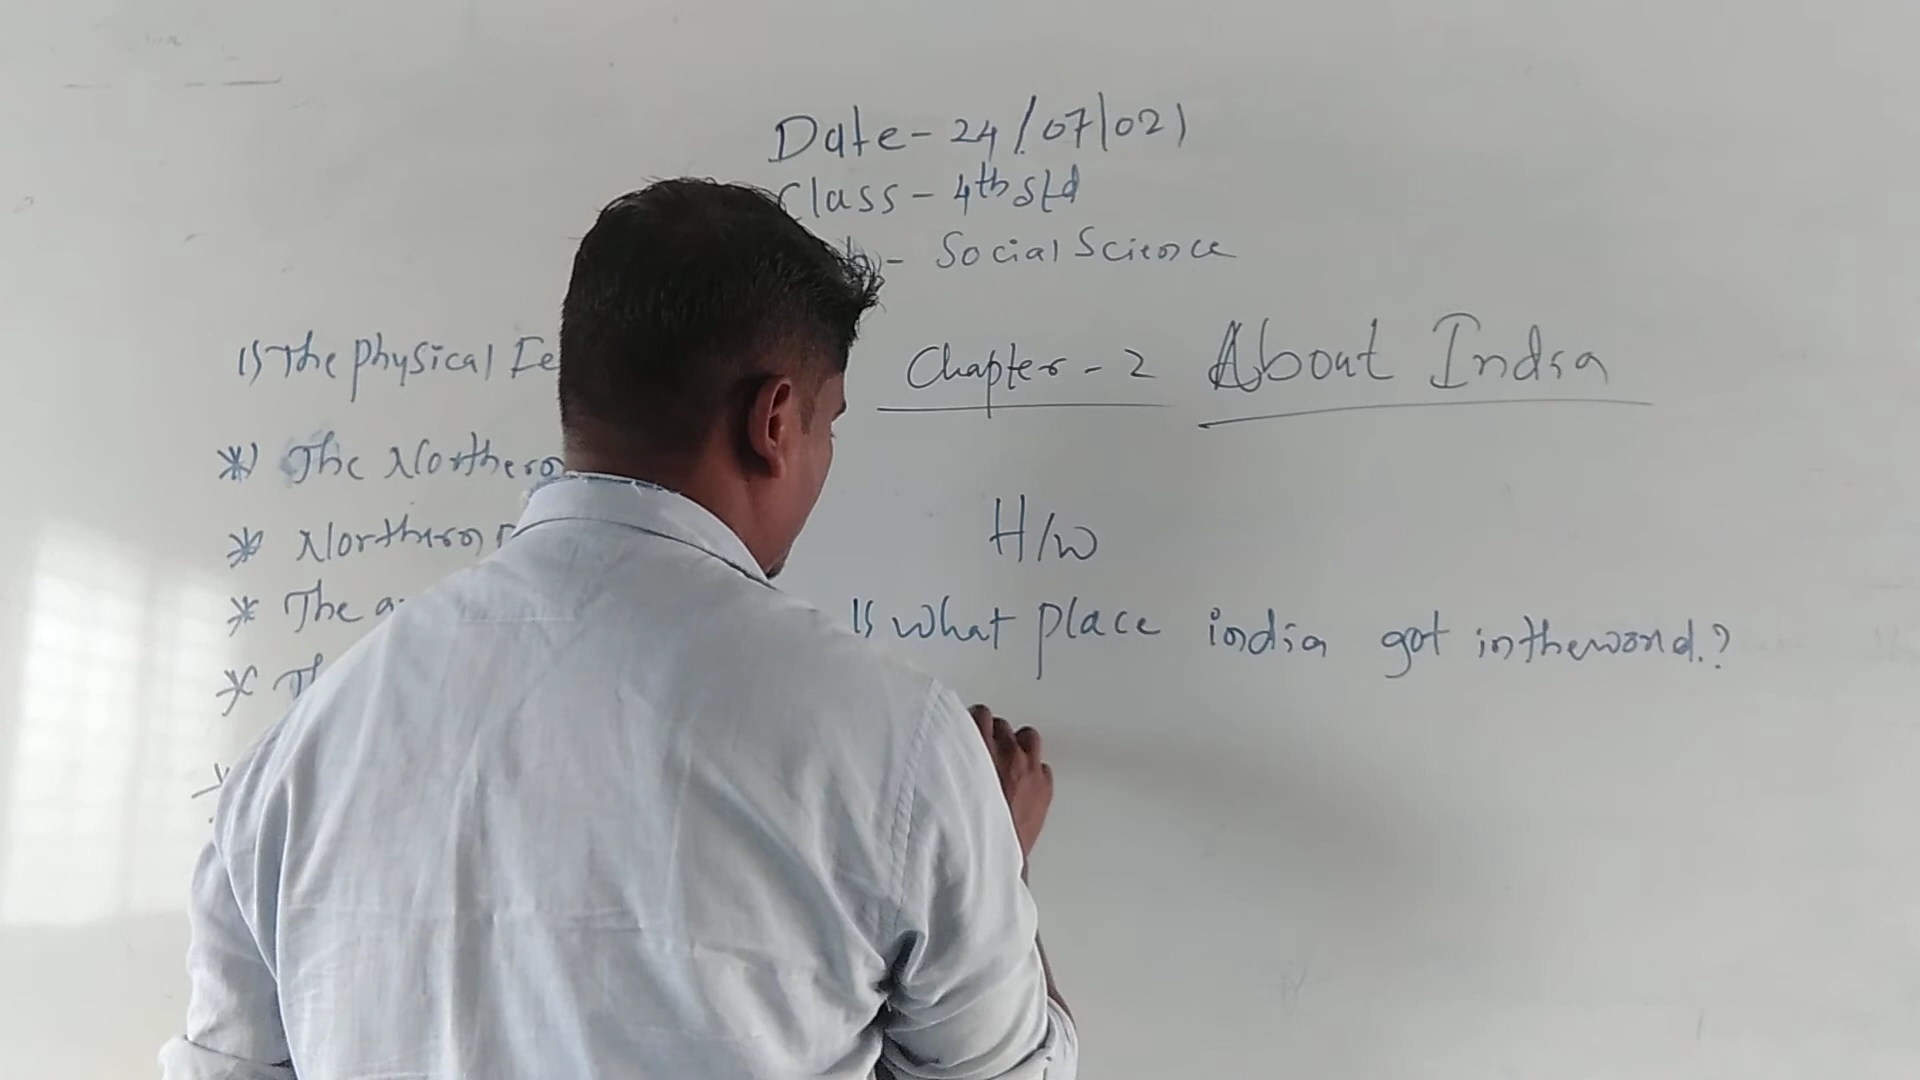 Date - 24/07/021
Class - 4th Std
- Social Science
Chapter - 2 About India
1) The physical Fe
* The Northern
* Northern
* The
*
H/W
1) What place india got in the world.?